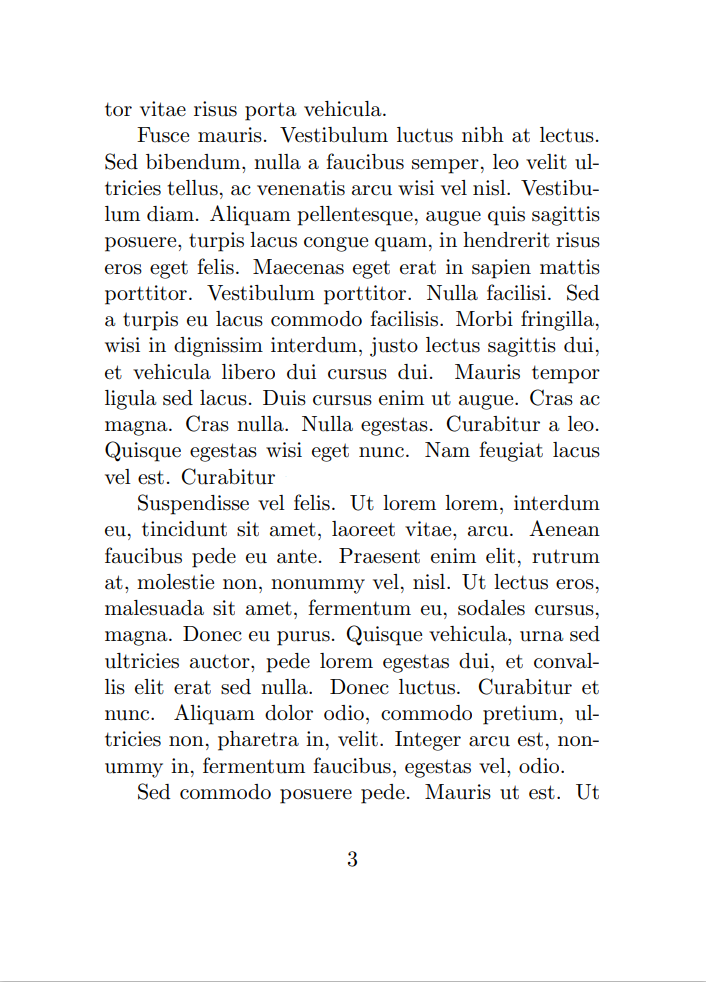 tor vitae risus porta vehicula.
Fusce mauris. Vestibulum luctus nibh at lectus.
Sed bibendum, nulla a faucibus semper, leo velit ul-
tricies tellus, ac venenatis arcu wisi vel nisl. Vestibu-
lum diam. Aliquam pellentesque, augue quis sagittis
posuere, turpis lacus congue quam, in hendrerit risus
eros eget felis. Maecenas eget erat in sapien mattis
porttitor. Vestibulum porttitor. Nulla facilisi. Sed
a turpis eu lacus commodo facilisis. Morbi fringilla,
wisi in dignissim interdum, justo lectus sagittis dui,
et vehicula libero dui cursus dui. Mauris tempor
ligula sed lacus. Duis cursus enim ut augue. Cras ac
magna. Cras nulla. Nulla egestas. Curabitur a leo.
Quisque egestas wisi eget nunc. Nam feugiat lacus
vel est. Curabitur
Suspendisse vel felis. Ut lorem lorem, interdum
eu, tincidunt sit amet, laoreet vitae, arcu. Aenean
faucibus pede eu ante. Praesent enim elit, rutrum
at, molestie non, nonummy vel, nisl. Ut lectus eros,
malesuada sit amet, fermentum eu, sodales cursus,
magna. Donec eu purus. Quisque vehicula, urna sed
ultricies auctor, pede lorem egestas dui, et conval-
lis elit erat sed nulla. Donec luctus. Curabitur et
nunc. Aliquam dolor odio, commodo pretium, ul-
tricies non, pharetra in, velit. Integer arcu est, non-
ummy in, fermentum faucibus, egestas vel, odio.
Sed commodo posuere pede. Mauris ut est. Ut
3